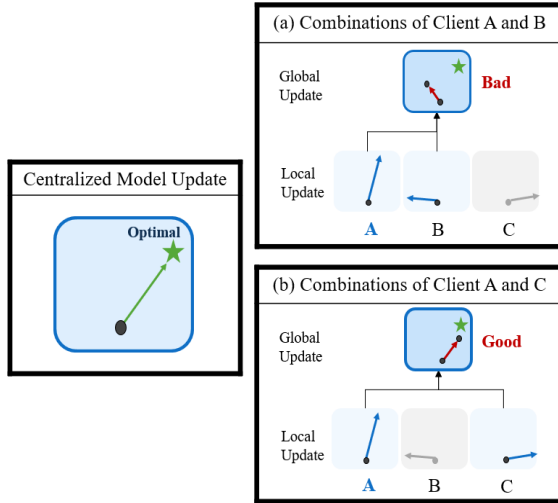 Centralized Model Update
Optimal
(a) Combinations of Client A and B
Global
Update
Bad
Local
Update
A
B
C
(b) Combinations of Client A and C
Global
Update
Good
Local
Update
A
B
C